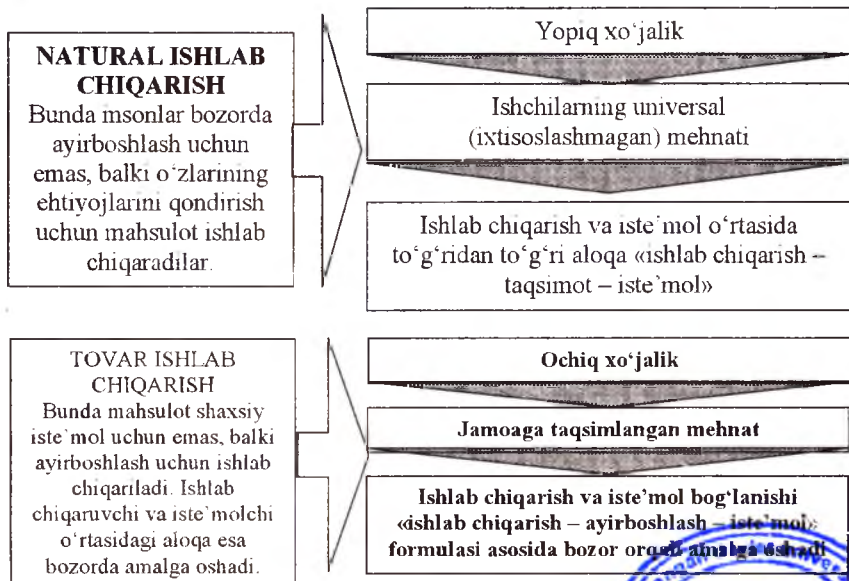 NATURAL ISHLAB
CHIQARISH
Bunda msonlar bozorda
ayirboshlash uchun
emas, balki o‘zlarining
ehtiyojlarini qondirish
uchun mahsulot ishlab
chiqaradilar.
Yopiq xo‘jalik
Ishchilarning universal
(ixtisoslashmagan) mehnati
Ishlab chiqarish va iste`mol o‘rtasida
to‘g‘ridan to‘g‘ri aloqa «ishlab chiqarish –
taqsimot – iste`mol»
TOVAR ISHLAB
CHIQARISH
Bunda mahsulot shaxsiy
iste`mol uchun emas, balki
ayirboshlash uchun ishlab
chiqariladi. Ishlab
chiqaruvchi va iste`molchi
o‘rtasidagi aloqa esa
bozorda amalga oshadi.
Ochiq xo‘jalik
Jamoaga taqsimlangan mehnat
Ishlab chiqarish va iste’mol bog‘lanishi
«ishlab chiqarish – ayirboshlash – iste’mol»
formulasi asosida bozor orqali amalga oshadi